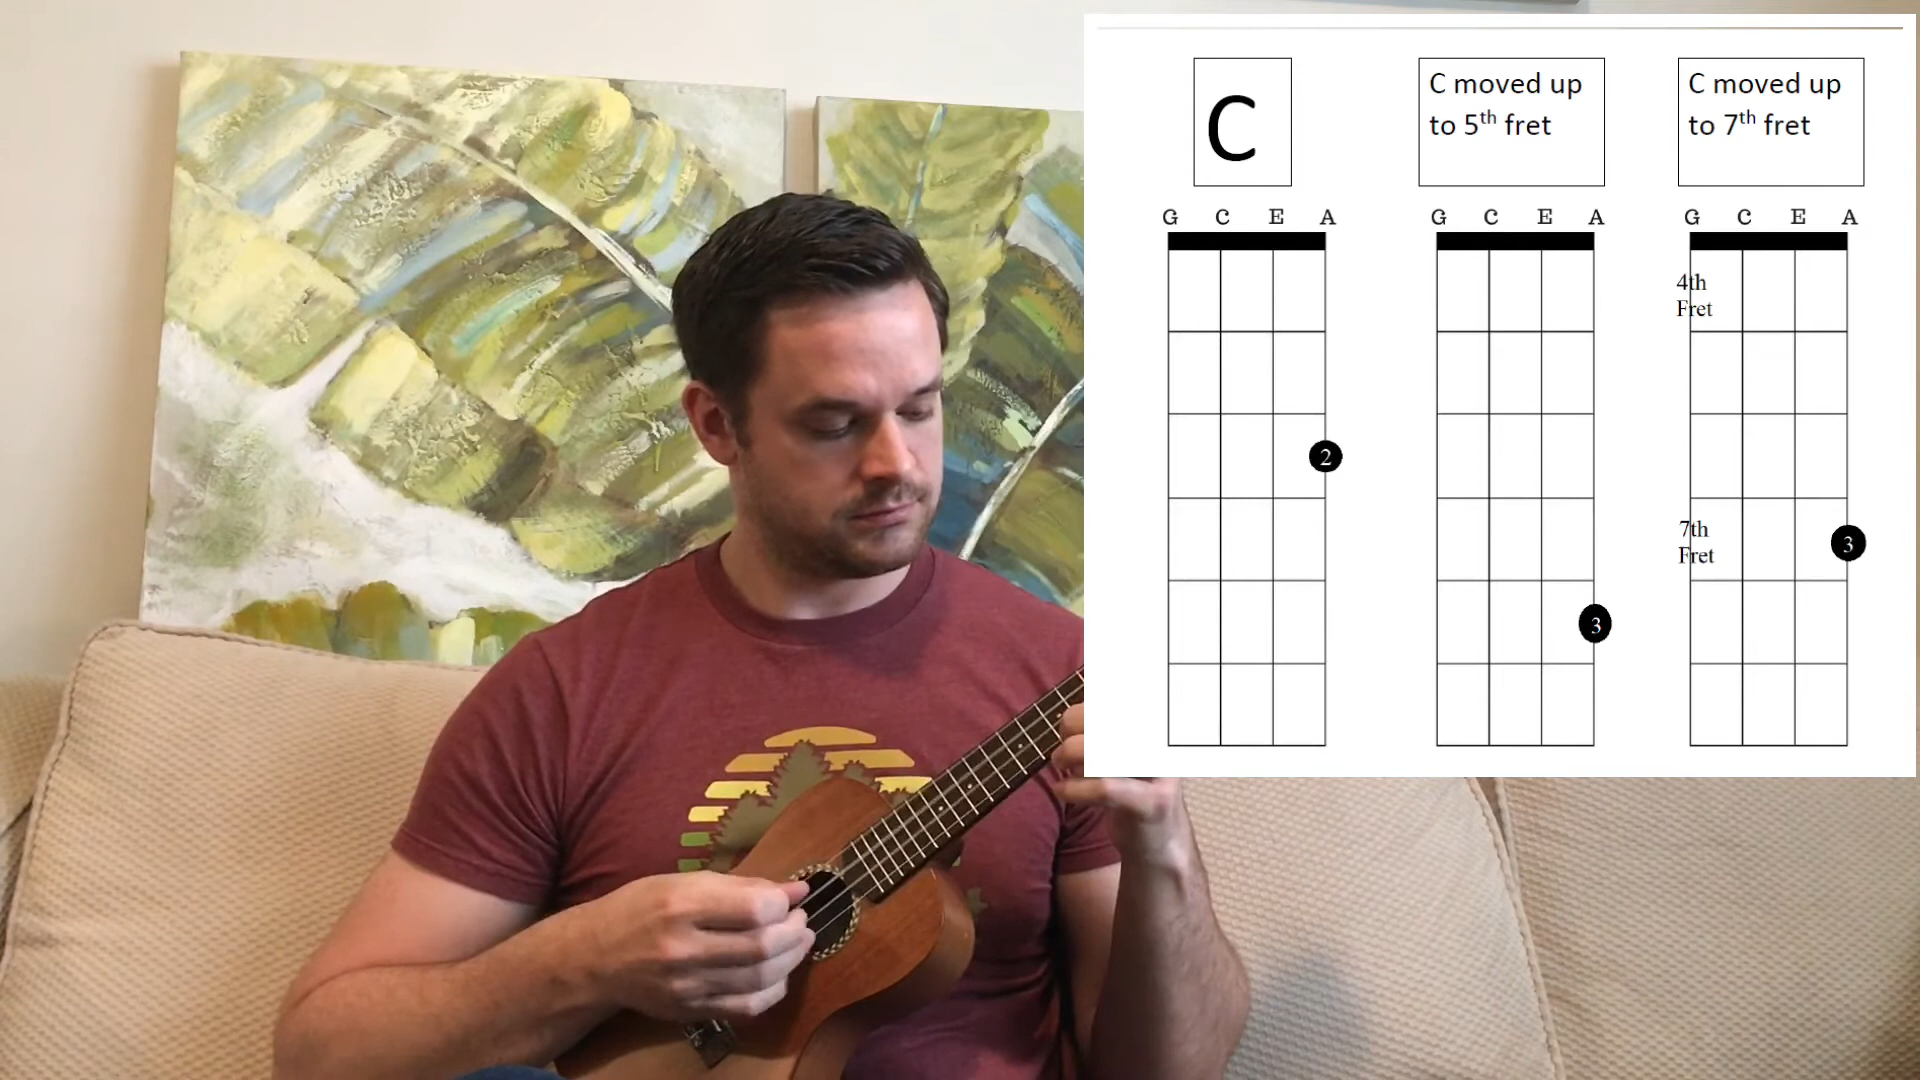 C
C moved up
to 5th fret
C moved up
to 7th fret
G C E A
G C E A
G C E A
4th
Fret
2
7th
Fret
3
3